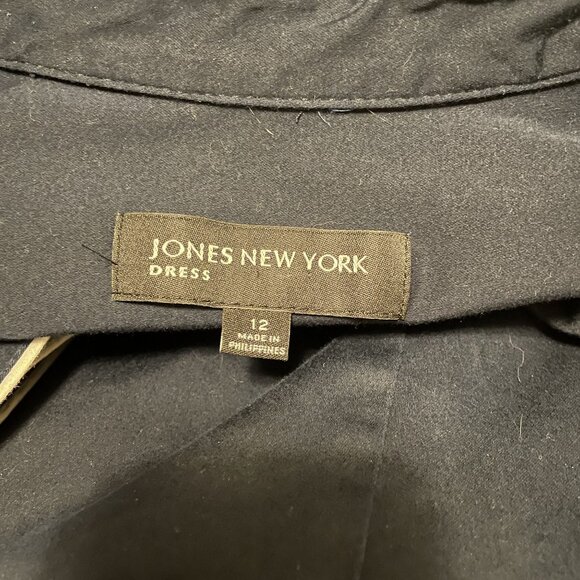 JONES NEW YORK
DRESS
12
MADE IN
PHILIPPINES